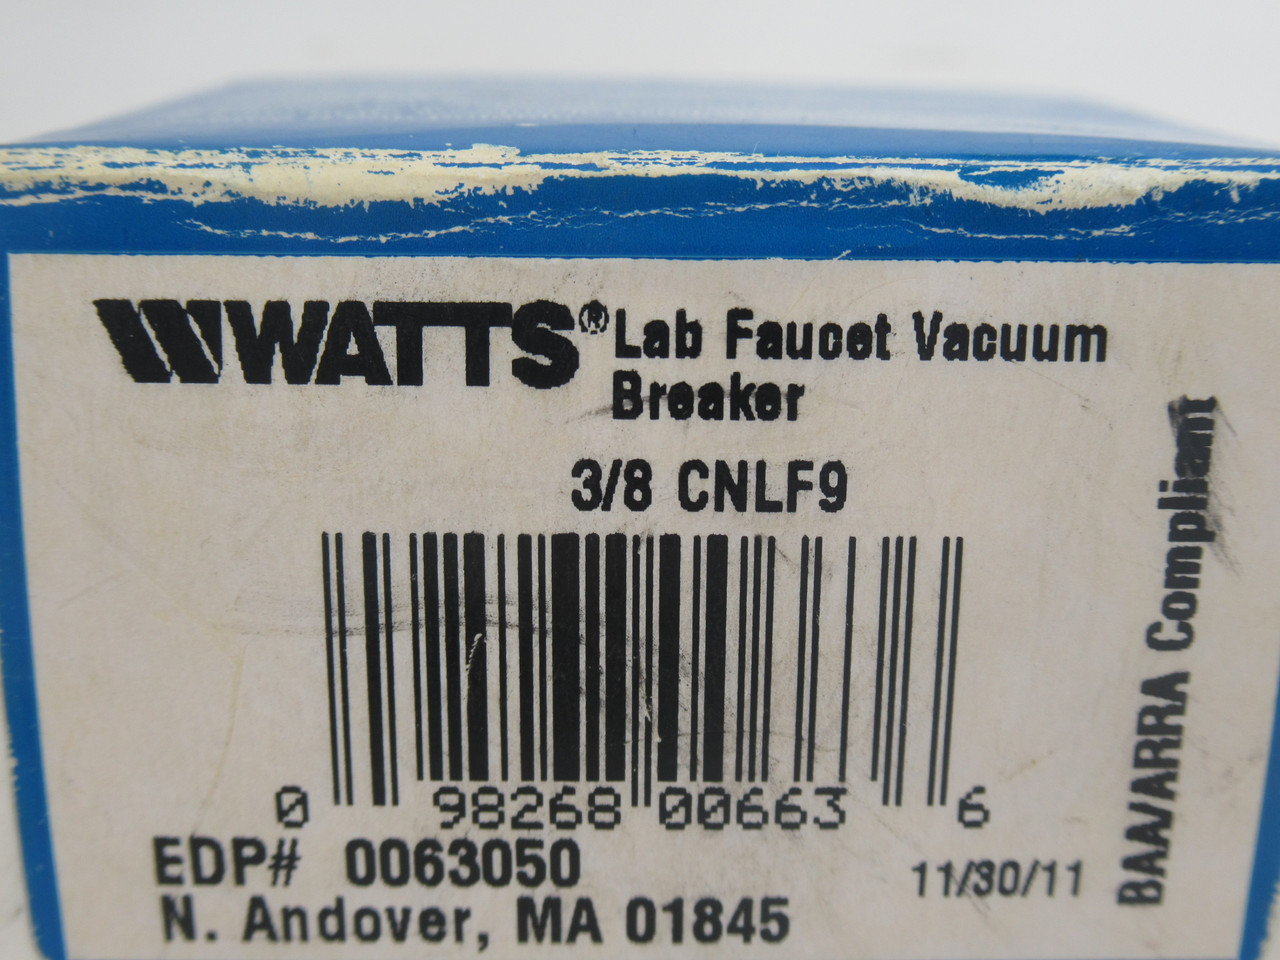 WATTS® Lab Faucet Vacuum
Breaker
3/8 CNLF9
0 98268 00663 6
EDP# 0063050
11/30/11
N. Andover, MA 01845
BAA/ARRA Compliant